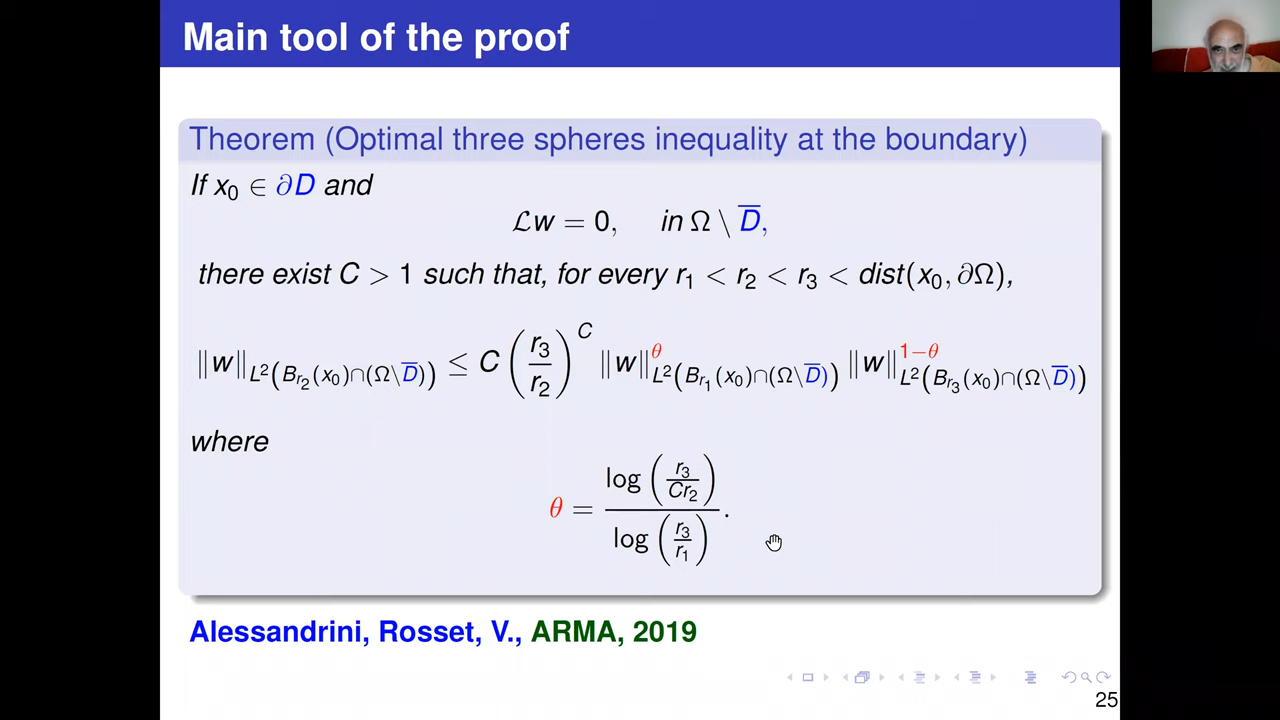 Main tool of the proof
Theorem (Optimal three spheres inequality at the boundary)
If x₀ ∈ ∂D and
ℒw = 0, in Ω \ D̅,
there exist C > 1 such that, for every r₁ < r₂ < r₃ < dist(x₀, ∂Ω),
‖w‖_{L²(B_{r₂}(x₀)∩(Ω\D̅))} ≤ C (r₃/r₂)^C ‖w‖^θ_{L²(B_{r₁}(x₀)∩(Ω\D̅))} ‖w‖^{1−θ}_{L²(B_{r₃}(x₀)∩(Ω\D̅))}
where
θ = log(r₃/Cr₂) / log(r₃/r₁).
Alessandrini, Rosset, V., ARMA, 2019
25